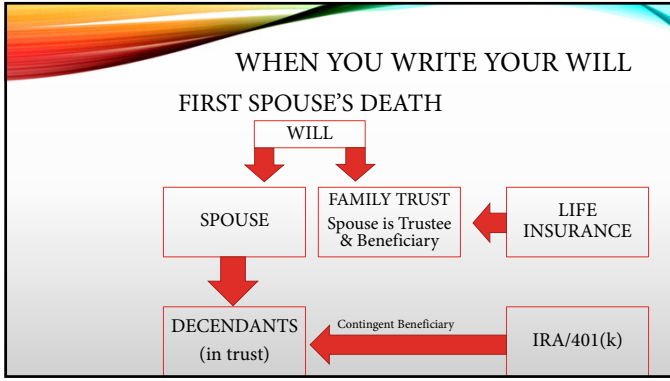 WHEN YOU WRITE YOUR WILL
FIRST SPOUSE'S DEATH
WILL
SPOUSE
FAMILY TRUST
Spouse is Trustee
& Beneficiary
LIFE
INSURANCE
DECENDANTS
(in trust)
Contingent Beneficiary
IRA/401(k)